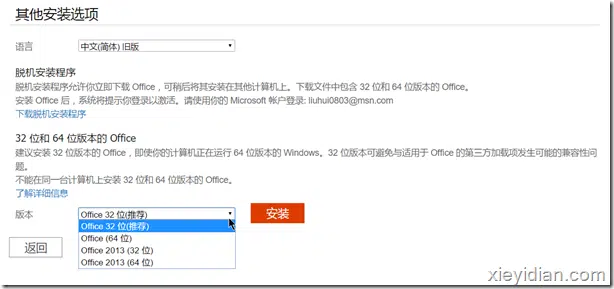 其他安装选项
语言 中文(简体) 旧版
脱机安装程序
脱机安装程序允许你立即下载 Office，可稍后将其安装在其他计算机上。下载文件中包含 32 位和 64 位版本的 Office。
安装 Office 后，系统将提示你登录以激活。请使用你的 Microsoft 帐户登录: liuhui0803@msn.com
下载脱机安装程序
32 位和 64 位版本的 Office
建议安装 32 位版本的 Office，即使你的计算机正在运行 64 位版本的 Windows。32 位版本可避免与适用于 Office 的第三方加载项发生可能的兼容性问
题。
不能在同一台计算机上安装 32 位和 64 位版本的 Office。
了解详细信息
版本 Office 32 位(推荐) 安装
Office 32 位(推荐)
Office (64 位)
Office 2013 (32 位)
Office 2013 (64 位)
返回
xieyidian.com